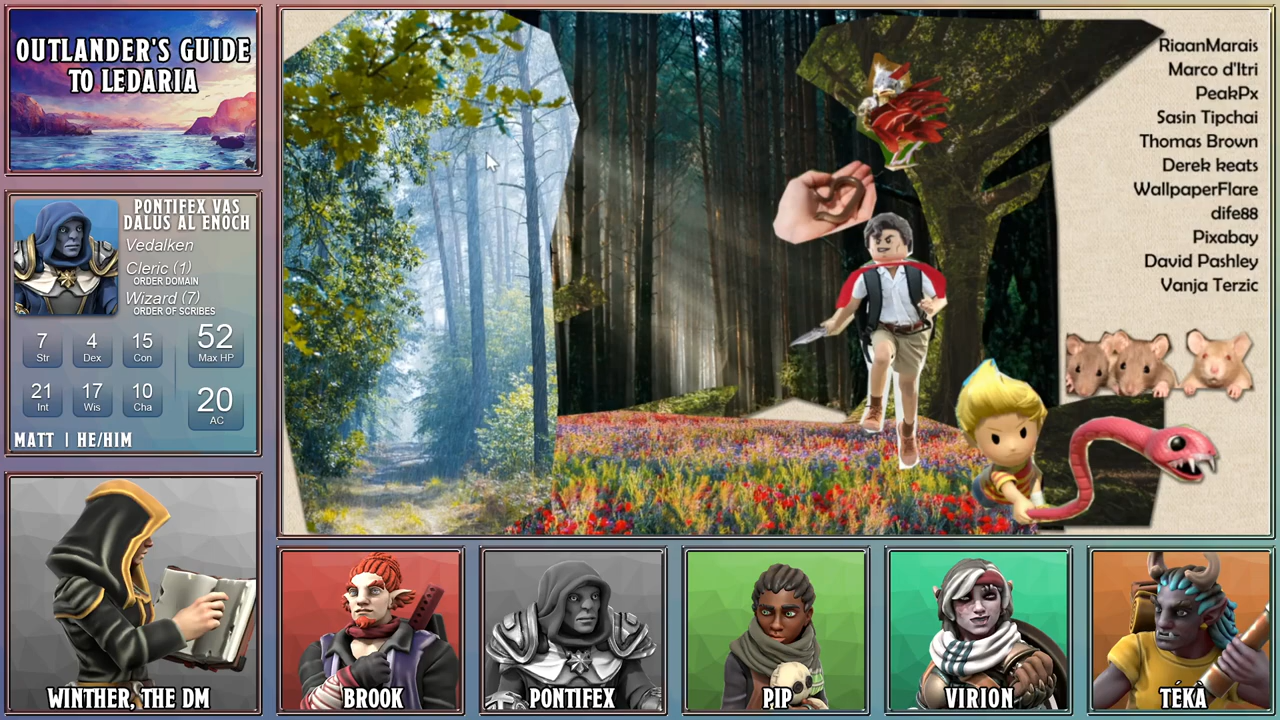 OUTLANDER'S GUIDE
TO LEDARIA
PONTIFEX VAS
DALUS AL ENOCH
Vedalken
Cleric (1)
ORDER DOMAIN
Wizard (7)
ORDER OF SCRIBES
7
Str
4
Dex
15
Con
52
Max HP
21
Int
17
Wis
10
Cha
20
AC
MATT | HE/HIM
WINTHER, THE DM
RiaanMarais
Marco d'Itri
PeakPx
Sasin Tipchai
Thomas Brown
Derek keats
WallpaperFlare
dife88
Pixabay
David Pashley
Vanja Terzic
BROOK
PONTIFEX
PIP
VIRION
TÉKÀ